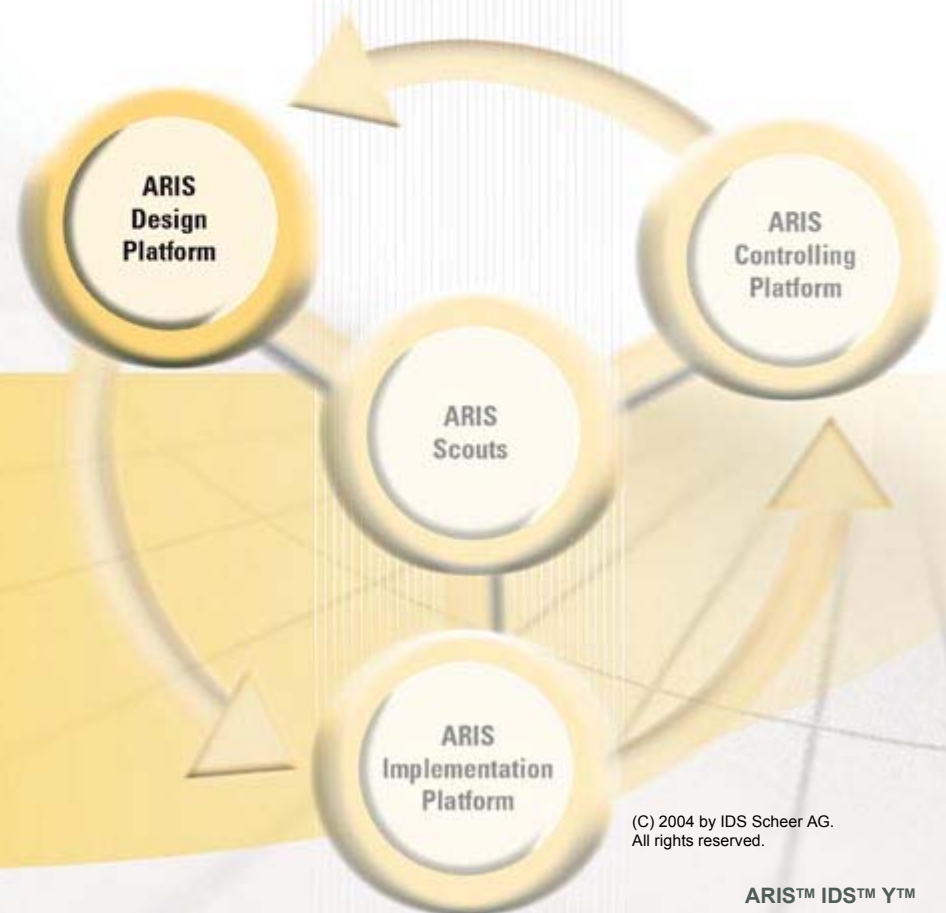 ARIS
Design
Platform
ARIS
Controlling
Platform
ARIS
Scouts
ARIS
Implementation
Platform
(C) 2004 by IDS Scheer AG.
All rights reserved.
ARIS™ IDS™ Y™